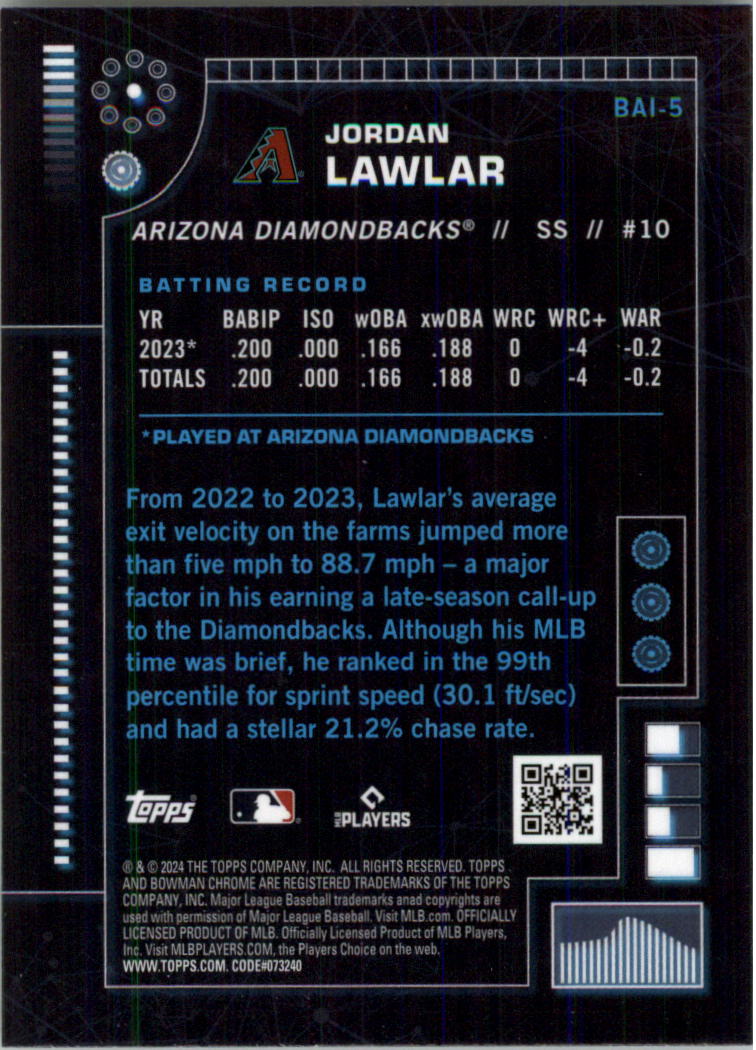 BAI-5
JORDAN
LAWLAR
ARIZONA DIAMONDBACKS® // SS // #10
BATTING RECORD
YR BABIP ISO wOBA xwOBA WRC WRC+ WAR
2023* .200 .000 .166 .188 0 -4 -0.2
TOTALS .200 .000 .166 .188 0 -4 -0.2
*PLAYED AT ARIZONA DIAMONDBACKS
From 2022 to 2023, Lawlar's average
exit velocity on the farms jumped more
than five mph to 88.7 mph – a major
factor in his earning a late-season call-up
to the Diamondbacks. Although his MLB
time was brief, he ranked in the 99th
percentile for sprint speed (30.1 ft/sec)
and had a stellar 21.2% chase rate.
topps
PLAYERS
® & © 2024 THE TOPPS COMPANY, INC. ALL RIGHTS RESERVED. TOPPS
AND BOWMAN CHROME ARE REGISTERED TRADEMARKS OF THE TOPPS
COMPANY, INC. Major League Baseball trademarks anad copyrights are
used with permission of Major League Baseball. Visit MLB.com. OFFICIALLY
LICENSED PRODUCT OF MLB. Officially Licensed Product of MLB Players,
Inc. Visit MLBPLAYERS.COM, the Players Choice on the web.
WWW.TOPPS.COM. CODE#073240